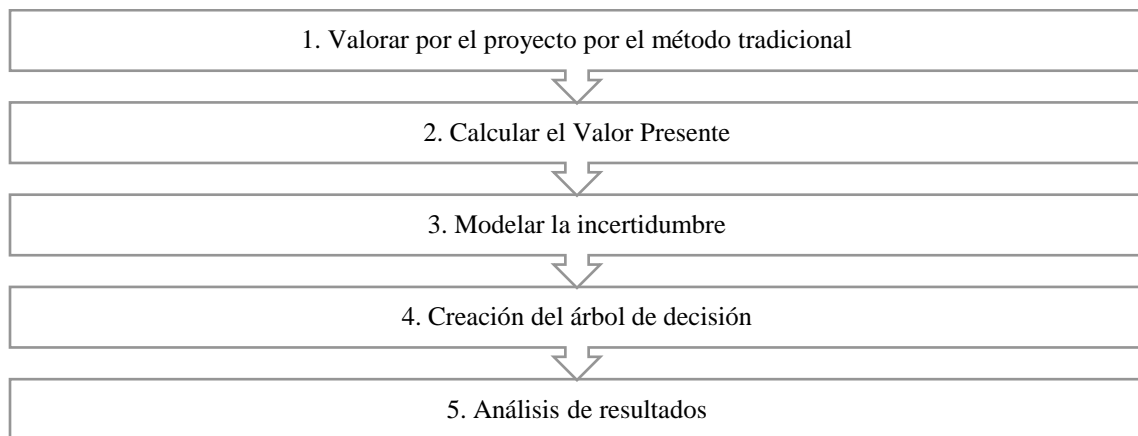 1. Valorar por el proyecto por el método tradicional
2. Calcular el Valor Presente
3. Modelar la incertidumbre
4. Creación del árbol de decisión
5. Análisis de resultados